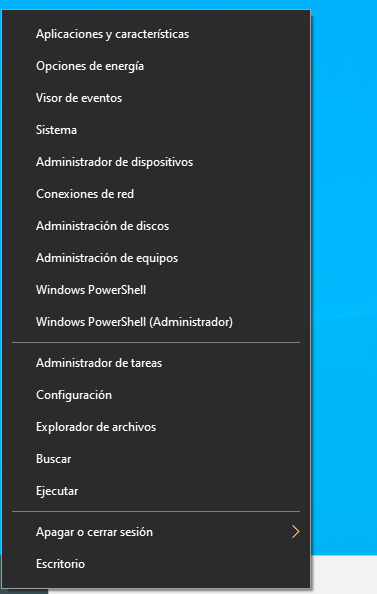 Aplicaciones y características
Opciones de energía
Visor de eventos
Sistema
Administrador de dispositivos
Conexiones de red
Administración de discos
Administración de equipos
Windows PowerShell
Windows PowerShell (Administrador)
Administrador de tareas
Configuración
Explorador de archivos
Buscar
Ejecutar
Apagar o cerrar sesión
Escritorio